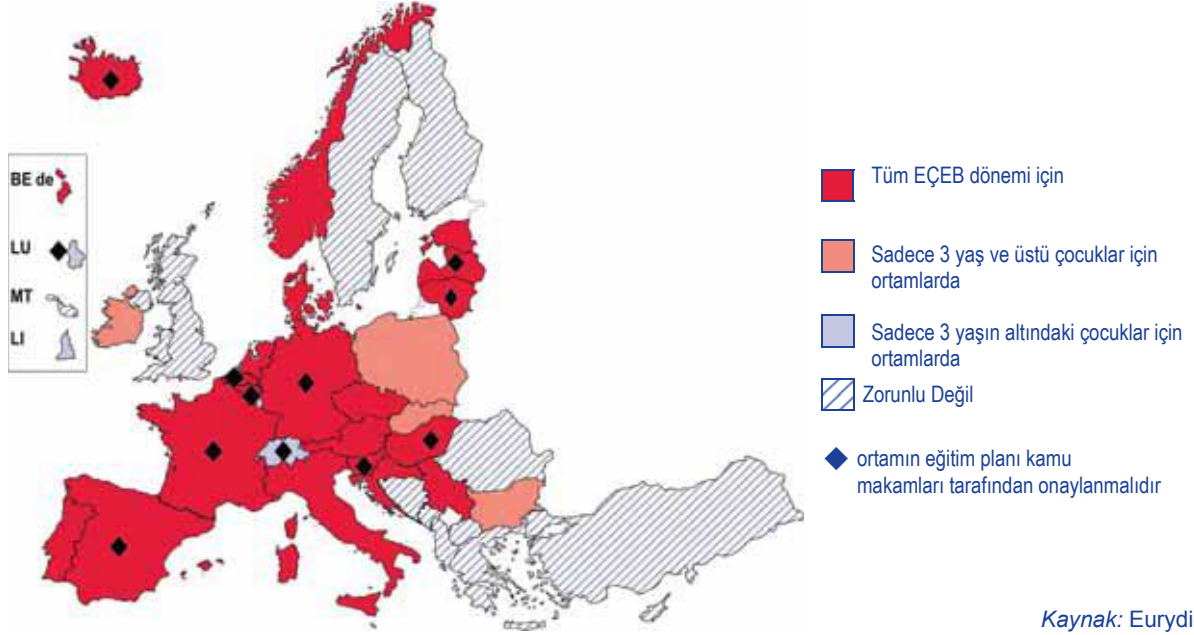 BE de
LU
MT
LI
Tüm EÇEB dönemi için
Sadece 3 yaş ve üstü çocuklar için
ortamlarda
Sadece 3 yaşın altındaki çocuklar için
ortamlarda
Zorunlu Değil
ortamın eğitim planı kamu
makamları tarafından onaylanmalıdır
Kaynak: Eurydi